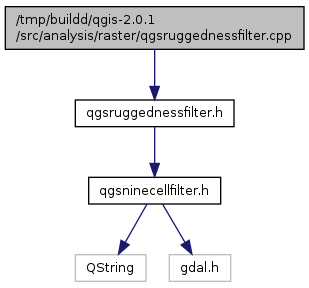 /tmp/buildd/qgis-2.0.1
/src/analysis/raster/qgsruggednessfilter.cpp
qgsruggednessfilter.h
qgsninecellfilter.h
QString
gdal.h